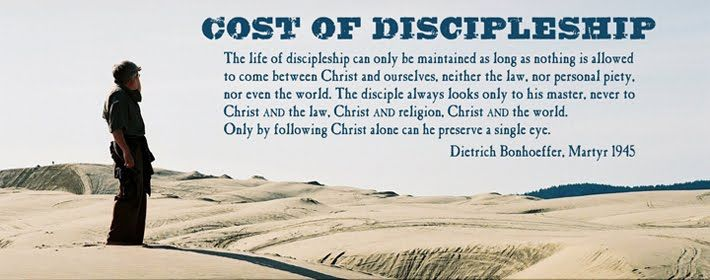 COST OF DISCIPLESHIP
The life of discipleship can only be maintained as long as nothing is allowed
to come between Christ and ourselves, neither the law, nor personal piety,
nor even the world. The disciple always looks only to his master, never to
Christ AND the law, Christ AND religion, Christ AND the world.
Only by following Christ alone can he preserve a single eye.
Dietrich Bonhoeffer, Martyr 1945